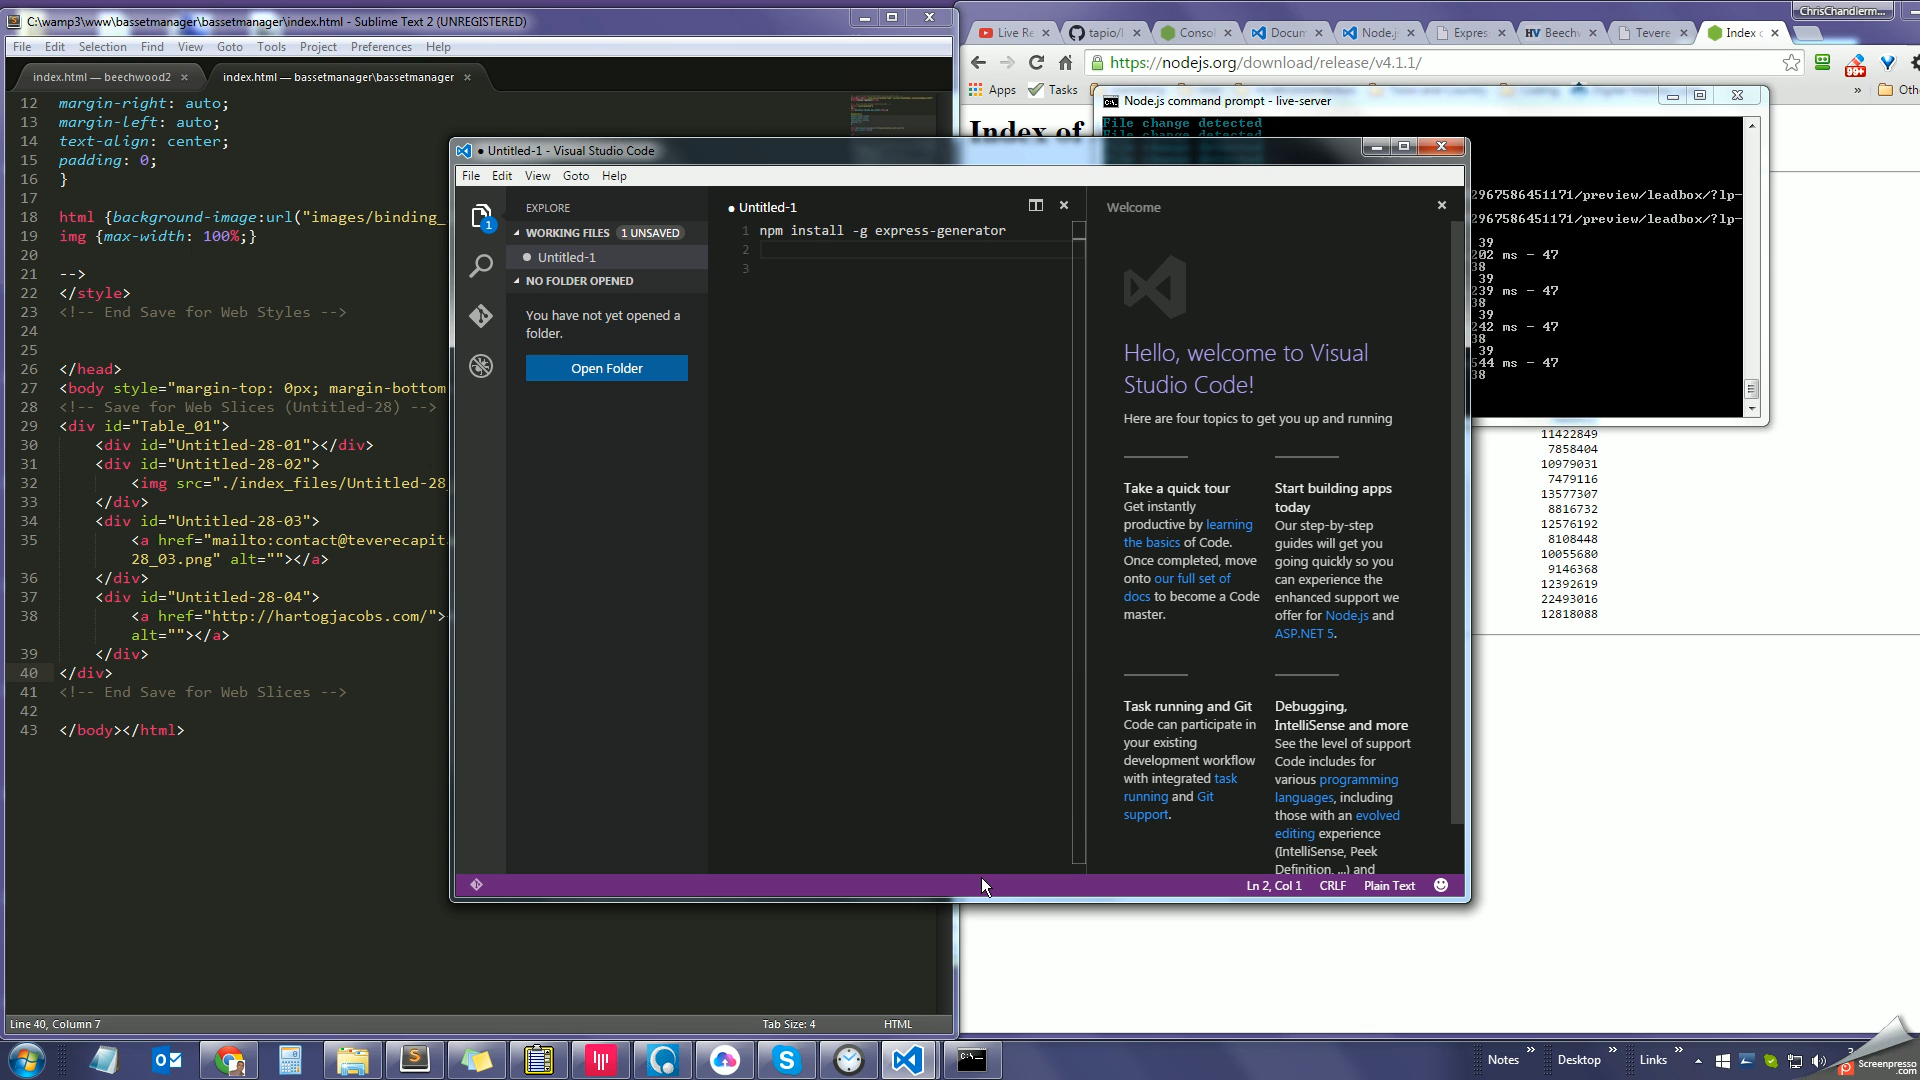 C:\wamp3\www\bassetmanager\bassetmanager\index.html - Sublime Text 2 (UNREGISTERED)
File Edit Selection Find View Goto Tools Project Preferences Help
index.html — beechwood2
index.html — bassetmanager\bassetmanager
12 margin-right: auto;
13 margin-left: auto;
14 text-align: center;
15 padding: 0;
16 }
17
18 html {background-image:url("images/binding_
19 img {max-width: 100%;}
20
21 -->
22 </style>
23 <!-- End Save for Web Styles -->
24
25
26 </head>
27 <body style="margin-top: 0px; margin-bottom
28 <!-- Save for Web Slices (Untitled-28) -->
29 <div id="Table_01">
30 <div id="Untitled-28-01"></div>
31 <div id="Untitled-28-02">
32 <img src="./index_files/Untitled-28_
33 </div>
34 <div id="Untitled-28-03">
35 <a href="mailto:contact@teverecapit
28_03.png" alt=""></a>
36 </div>
37 <div id="Untitled-28-04">
38 <a href="http://hartogjacobs.com/">
alt=""></a>
39 </div>
40 </div>
41 <!-- End Save for Web Slices -->
42
43 </body></html>
Line 40, Column 7
Tab Size: 4
HTML
● Untitled-1 - Visual Studio Code
File Edit View Goto Help
EXPLORE
1
WORKING FILES 1 UNSAVED
Untitled-1
NO FOLDER OPENED
You have not yet opened a
folder.
Open Folder
● Untitled-1
1 npm install -g express-generator
2
3
Welcome
Hello, welcome to Visual
Studio Code!
Here are four topics to get you up and running
Take a quick tour
Get instantly
productive by learning
the basics of Code.
Once completed, move
onto our full set of
docs to become a Code
master.
Start building apps
today
Our step-by-step
guides will get you
going quickly so you
can experience the
enhanced support we
offer for Node.js and
ASP.NET 5.
Task running and Git
Code can participate in
your existing
development workflow
with integrated task
running and Git
support.
Debugging,
IntelliSense and more
See the level of support
Code includes for
various programming
languages, including
those with an evolved
editing experience
(IntelliSense, Peek
Definition, ...) and
Ln 2, Col 1 CRLF Plain Text
ChrisChandlerm...
Live Re
tapio/l
Consol
Docum
Node.j
Expres
HV Beech
Tevere
Index o
https://nodejs.org/download/release/v4.1.1/
99+
Apps Tasks
» Oth
Index of
Node.js command prompt - live-server
File change detected
File change detected
2967586451171/preview/leadbox/?lp-
2967586451171/preview/leadbox/?lp-
39
202 ms - 47
38
39
239 ms - 47
38
39
242 ms - 47
38
39
544 ms - 47
38
11422849
7858404
10979031
7479116
13577307
8816732
12576192
8108448
10055680
9146368
12392619
22493016
12818088
Notes » Desktop » Links »
Screenpresso
.com